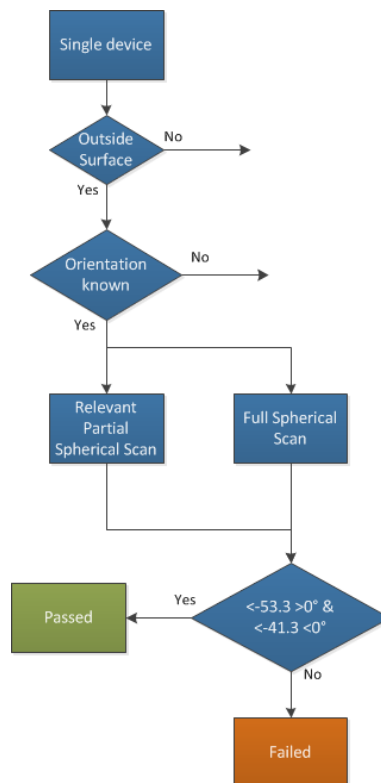 Single device
Outside
Surface
No
Yes
Orientation
known
No
Yes
Relevant
Partial
Spherical Scan
Full Spherical
Scan
<-53.3 >0° &
<-41.3 <0°
Yes
Passed
No
Failed